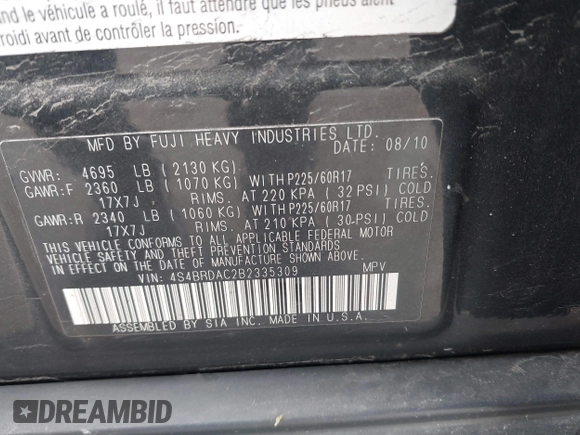 nd le véhicule a roulé, il faut attendre que les pneus aient
roidi avant de contrôler la pression.
MFD BY FUJI HEAVY INDUSTRIES LTD.
DATE: 08/10
GVWR: 4695 LB (2130 KG)
GAWR:F 2360 LB (1070 KG) WITH P225/60R17 TIRES.
17X7J RIMS. AT 220 KPA (32 PSI) COLD
GAWR:R 2340 LB (1060 KG) WITH P225/60R17 TIRES.
17X7J RIMS. AT 210 KPA (30 PSI) COLD
THIS VEHICLE CONFORMS TO ALL APPLICABLE FEDERAL MOTOR
VEHICLE SAFETY AND THEFT PREVENTION STANDARDS
IN EFFECT ON THE DATE OF MANUFACTURE SHOWN ABOVE.
VIN: 4S4BRDAC2B2335309 MPV
ASSEMBLED BY SIA INC. MADE IN U.S.A.
DREAMBID